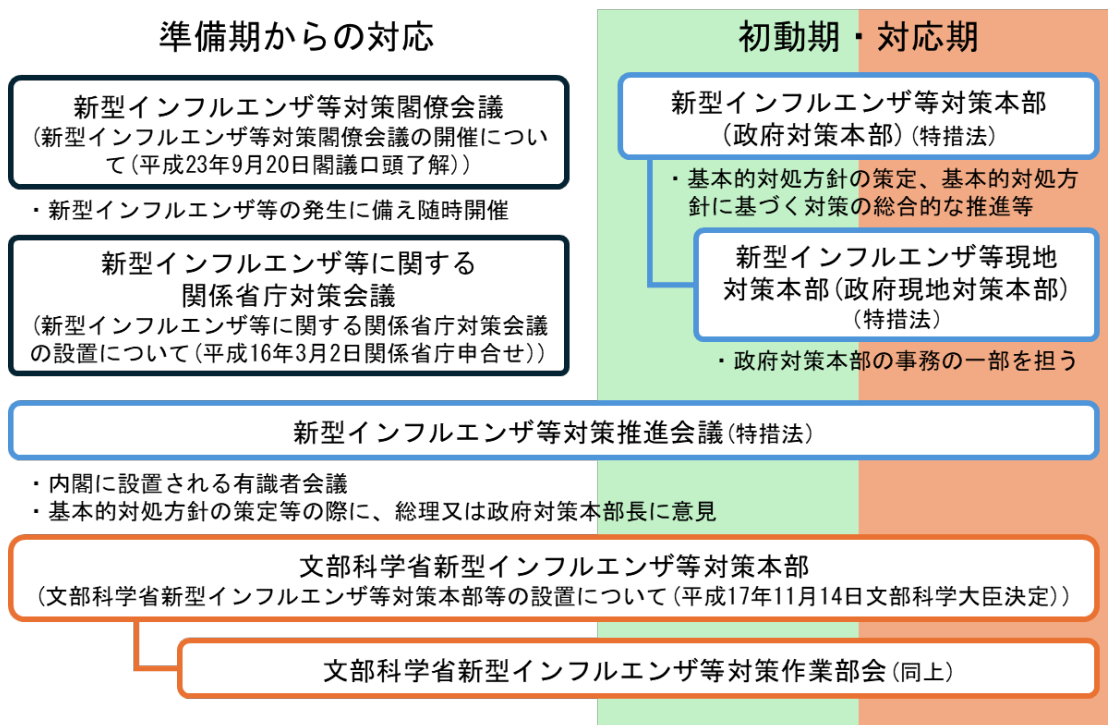 準備期からの対応
新型インフルエンザ等対策閣僚会議
(新型インフルエンザ等対策閣僚会議の開催につい
て(平成23年9月20日閣議口頭了解))
・新型インフルエンザ等の発生に備え随時開催
新型インフルエンザ等に関する
関係省庁対策会議
(新型インフルエンザ等に関する関係省庁対策会議
の設置について(平成16年3月2日関係省庁申合せ))
初動期・対応期
新型インフルエンザ等対策本部
(政府対策本部)(特措法)
・基本的対処方針の策定、基本的対処方
針に基づく対策の総合的な推進等
新型インフルエンザ等現地
対策本部(政府現地対策本部)
(特措法)
・政府対策本部の事務の一部を担う
新型インフルエンザ等対策推進会議(特措法)
・内閣に設置される有識者会議
・基本的対処方針の策定等の際に、総理又は政府対策本部長に意見
文部科学省新型インフルエンザ等対策本部
(文部科学省新型インフルエンザ等対策本部等の設置について(平成17年11月14日文部科学大臣決定))
文部科学省新型インフルエンザ等対策作業部会(同上)